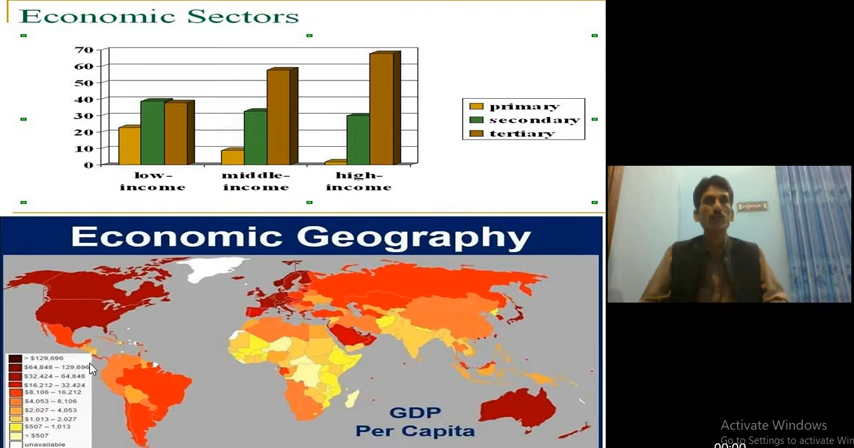 Economic Sectors
70
60
50
40
30
20
10
0
low-
income
middle-
income
high-
income
primary
secondary
tertiary
Economic Geography
> $129,696
$64,848 - 129,696
$32,424 - 64,848
$16,212 - 32,424
$8,106 - 16,212
$4,053 - 8,106
$2,027 - 4,053
$1,013 - 2,027
$507 - 1,013
< $507
unavailable
GDP
Per Capita
Activate Windows
Go to Settings to activate Win
00:00